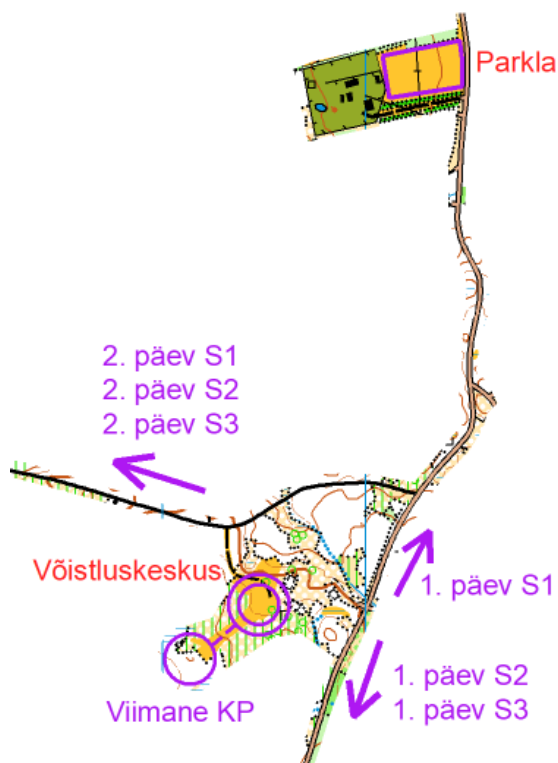 Parkla
2. päev S1
2. päev S2
2. päev S3
Võistluskeskus
1. päev S1
1. päev S2
1. päev S3
Viimane KP